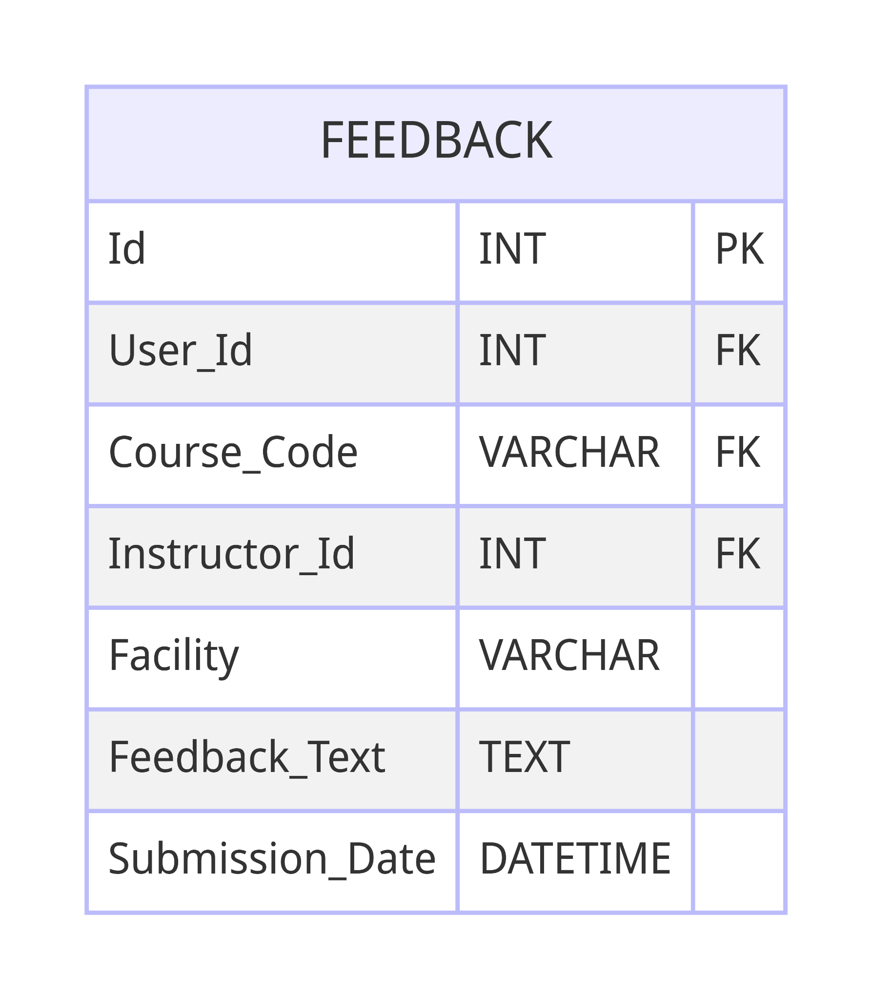 FEEDBACK
Id INT PK
User_Id INT FK
Course_Code VARCHAR FK
Instructor_Id INT FK
Facility VARCHAR
Feedback_Text TEXT
Submission_Date DATETIME